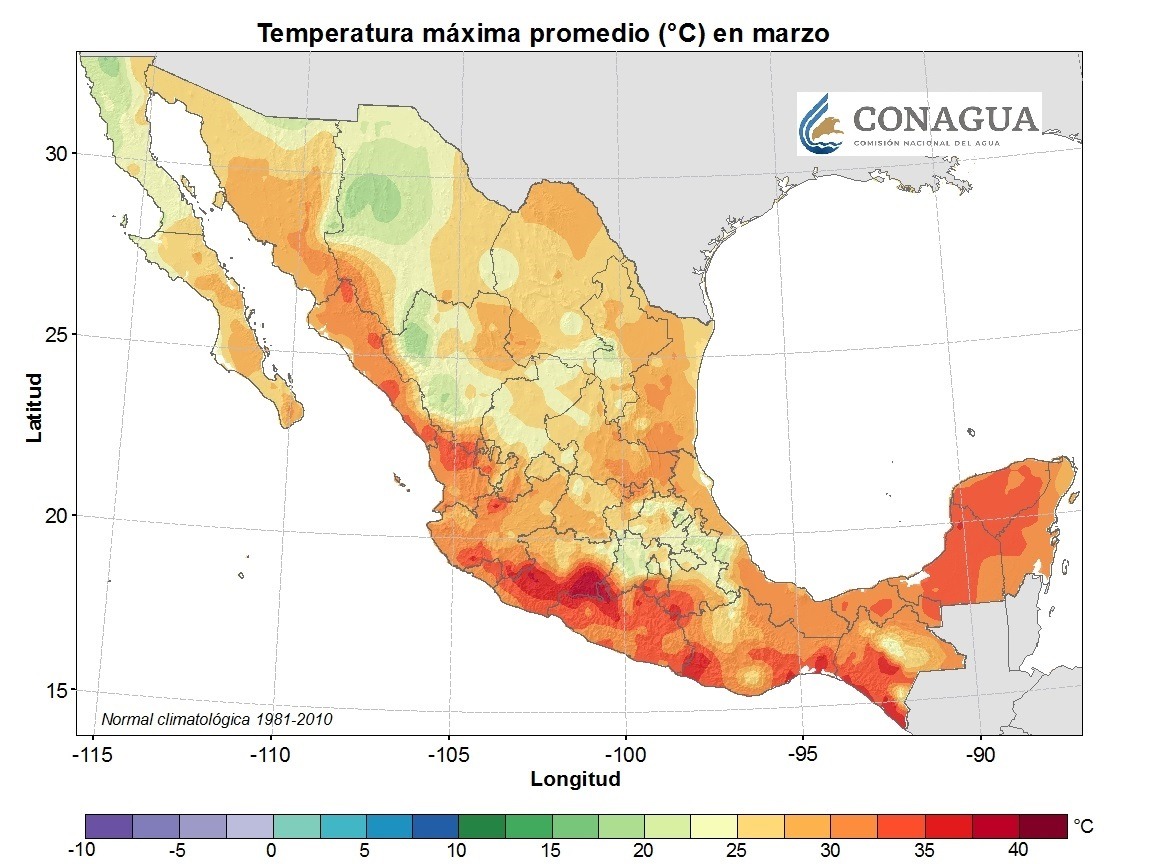 Temperatura máxima promedio (°C) en marzo
CONAGUA
COMISIÓN NACIONAL DEL AGUA
30
25
20
15
Latitud
Normal climatológica 1981-2010
-115 -110 -105 -100 -95 -90
Longitud
°C
-10 -5 0 5 10 15 20 25 30 35 40